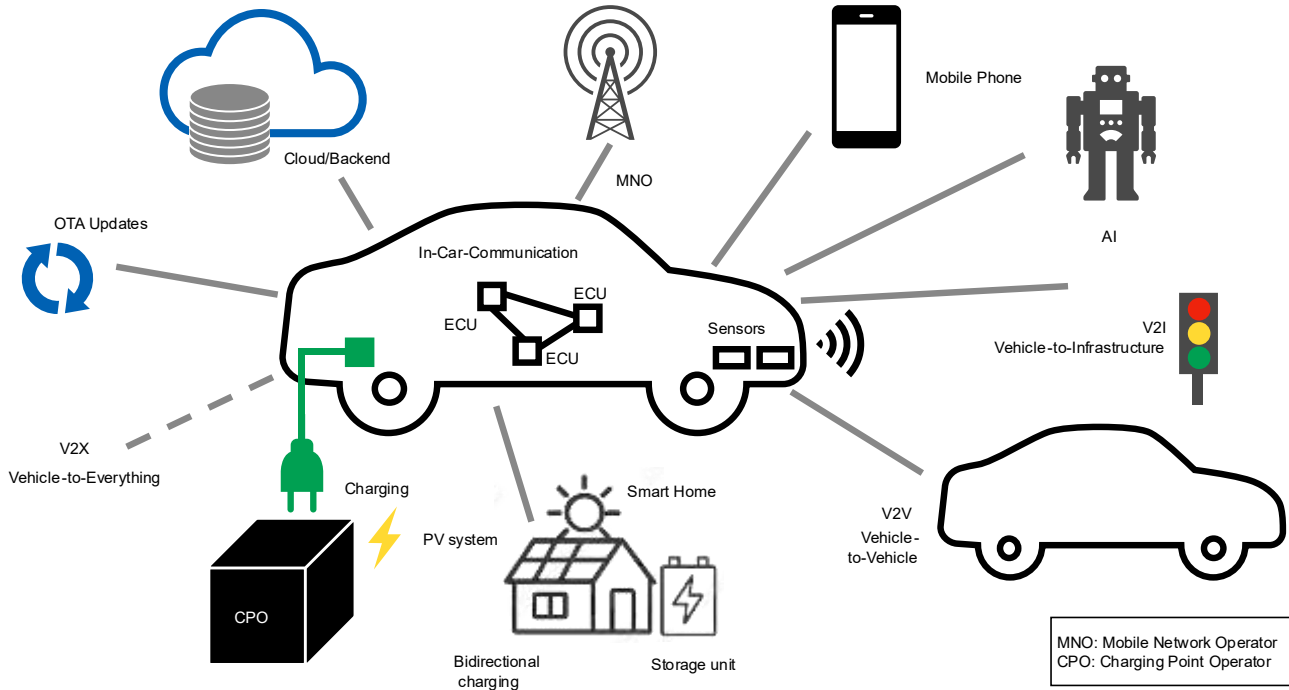 Mobile Phone
Cloud/Backend
MNO
OTA Updates
AI
In-Car-Communication
ECU
ECU
ECU
Sensors
V2I
Vehicle-to-Infrastructure
V2X
Vehicle-to-Everything
Charging
Smart Home
PV system
V2V
Vehicle-
to-Vehicle
CPO
Bidirectional
charging
Storage unit
MNO: Mobile Network Operator
CPO: Charging Point Operator